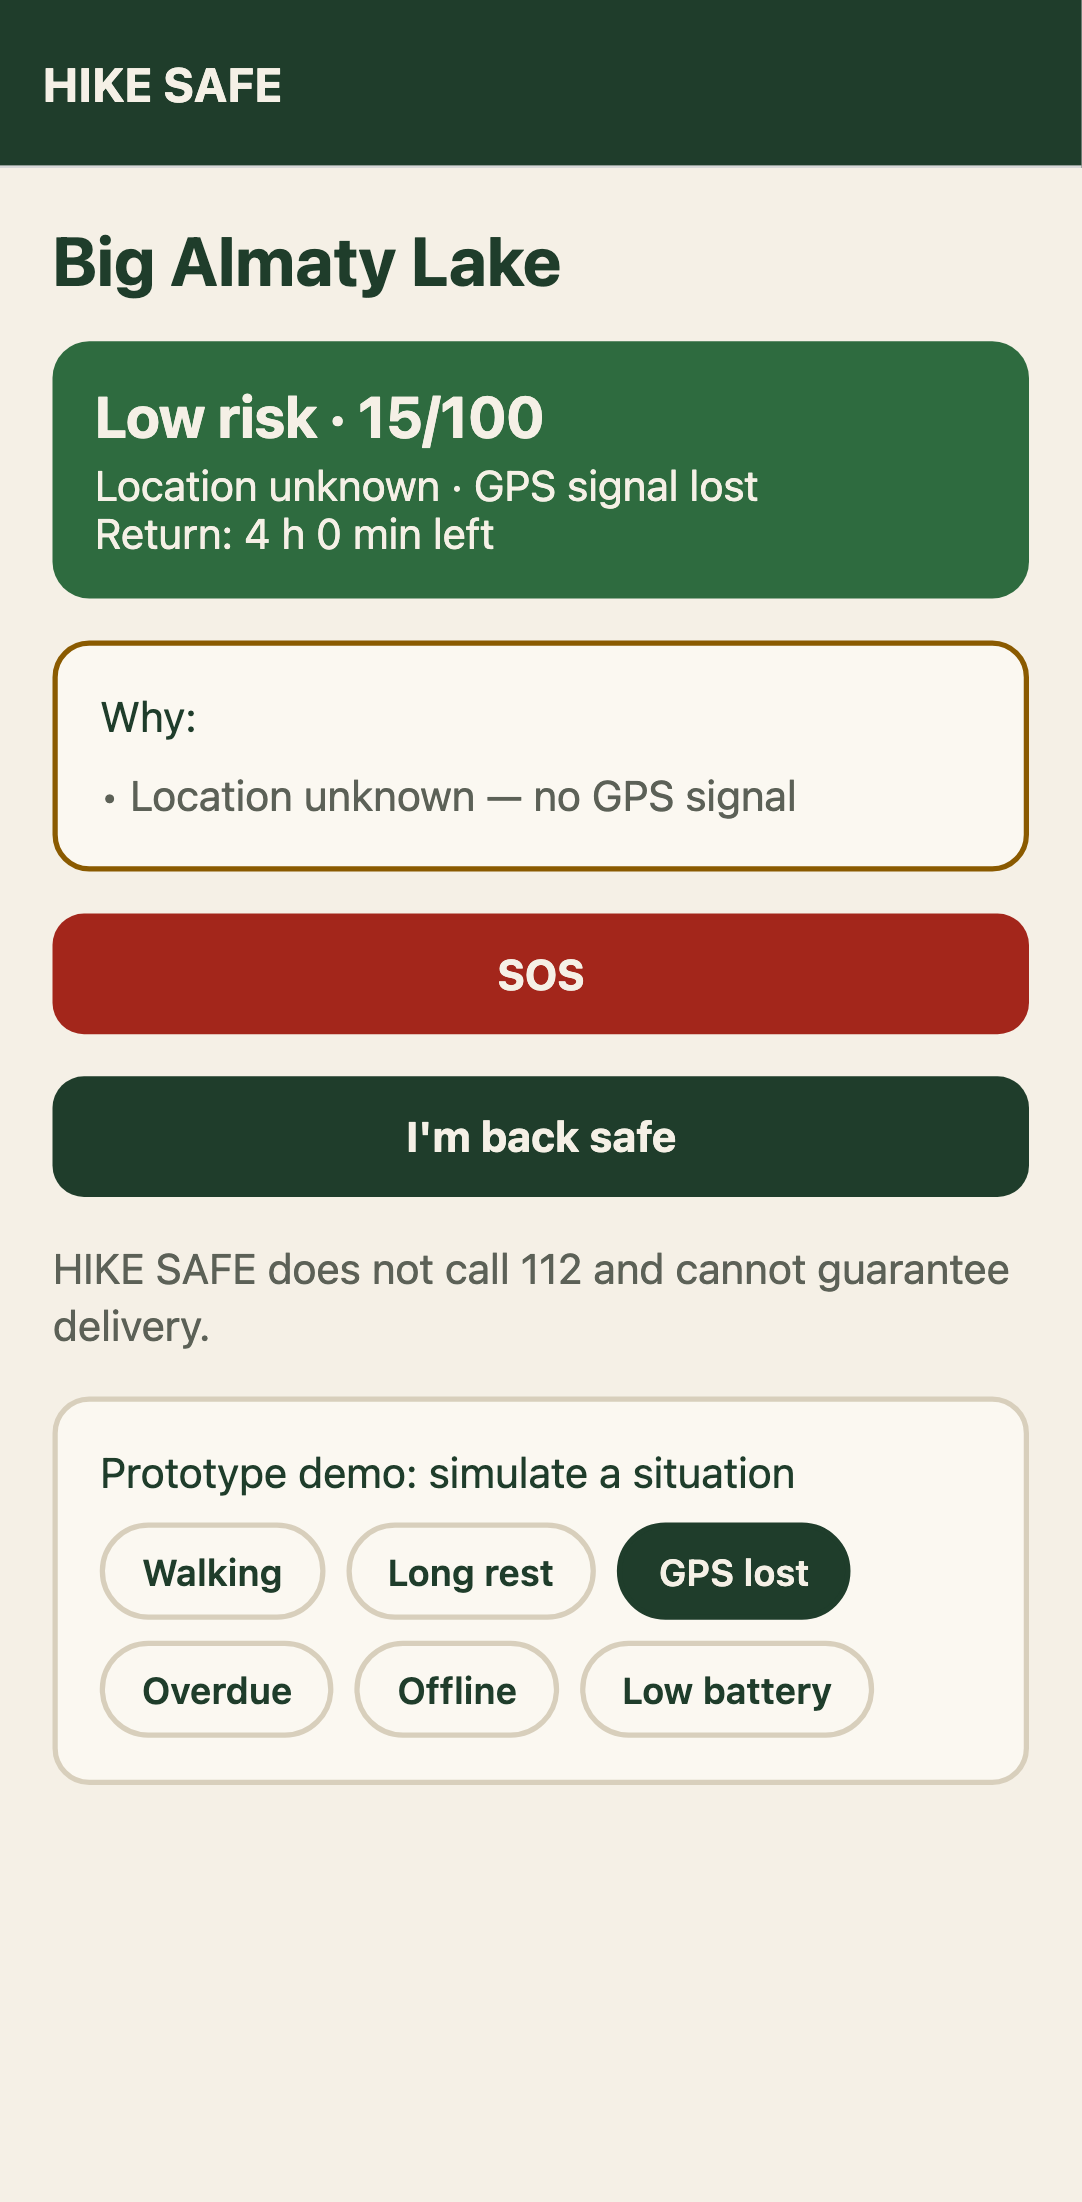 HIKE SAFE
Big Almaty Lake
Low risk · 15/100
Location unknown · GPS signal lost
Return: 4 h 0 min left
Why:
• Location unknown — no GPS signal
SOS
I'm back safe
HIKE SAFE does not call 112 and cannot guarantee
delivery.
Prototype demo: simulate a situation
Walking Long rest GPS lost
Overdue Offline Low battery